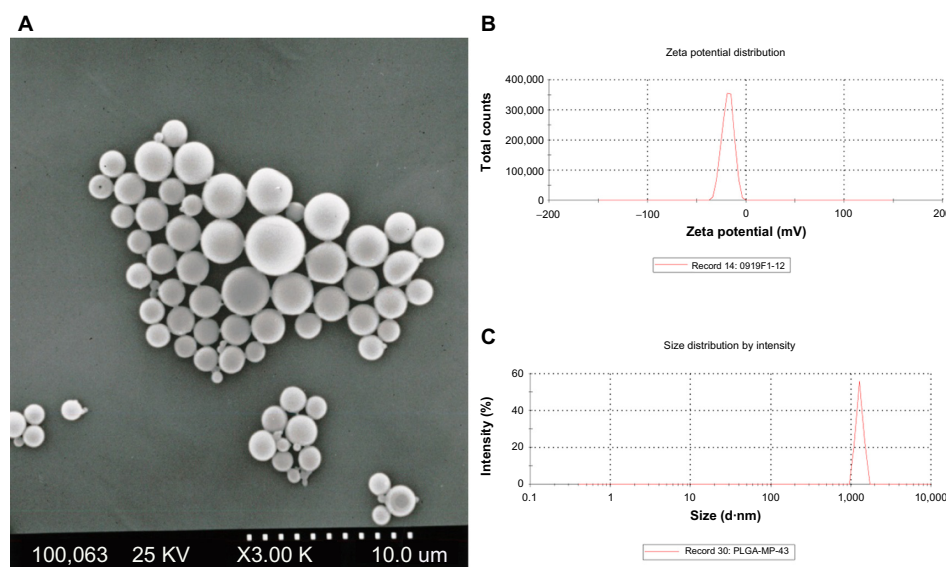 A
100,063 25 KV X3.00 K 10.0 um
B
Zeta potential distribution
400,000
300,000
200,000
100,000
0
Total counts
−200 −100 0 100 200
Zeta potential (mV)
Record 14: 0919F1-12
C
Size distribution by intensity
60
40
20
0
Intensity (%)
0.1 1 10 100 1,000 10,000
Size (d·nm)
Record 30: PLGA-MP-43